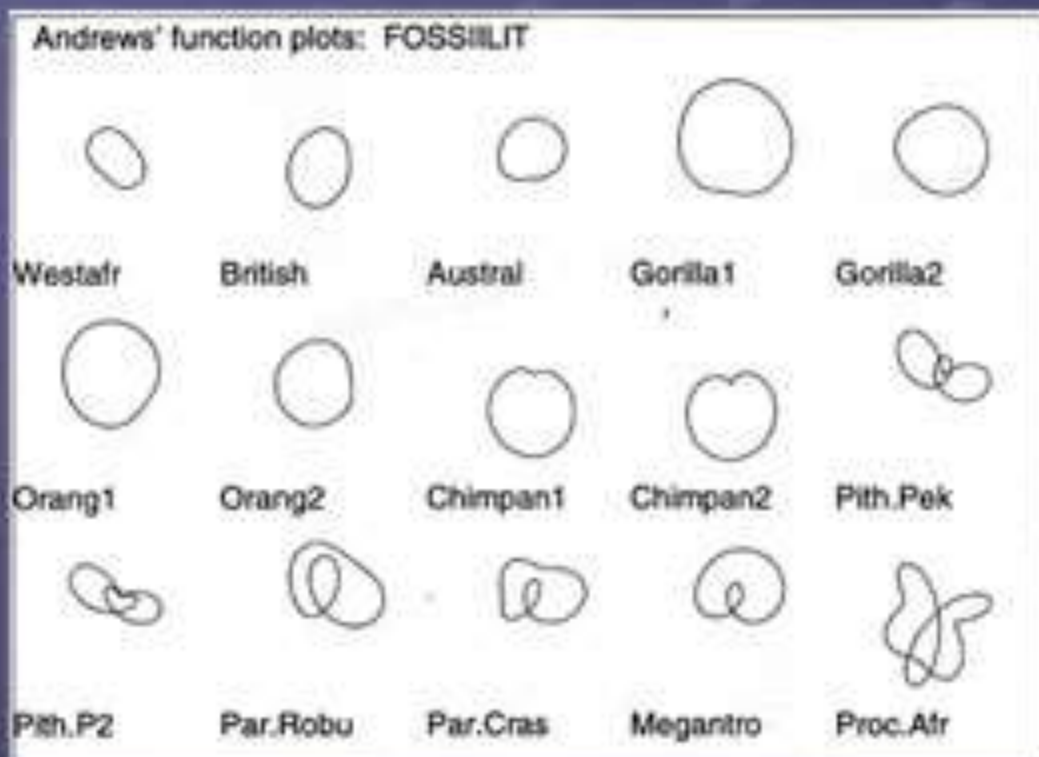 Andrews' function plots: FOSSIILIT
Westafr British Austral Gorilla1 Gorilla2
Orang1 Orang2 Chimpan1 Chimpan2 Pith.Pek
Pith.P2 Par.Robu Par.Cras Megantro Proc.Afr